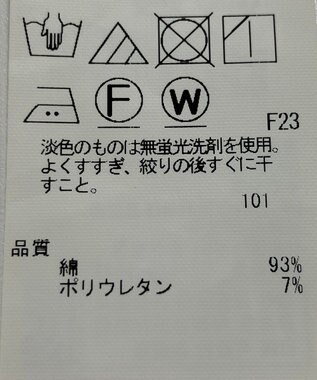 F W
F23
淡色のものは無蛍光洗剤を使用。
よくすすぎ、絞りの後すぐに干
すこと。
101
品質
綿 93%
ポリウレタン 7%